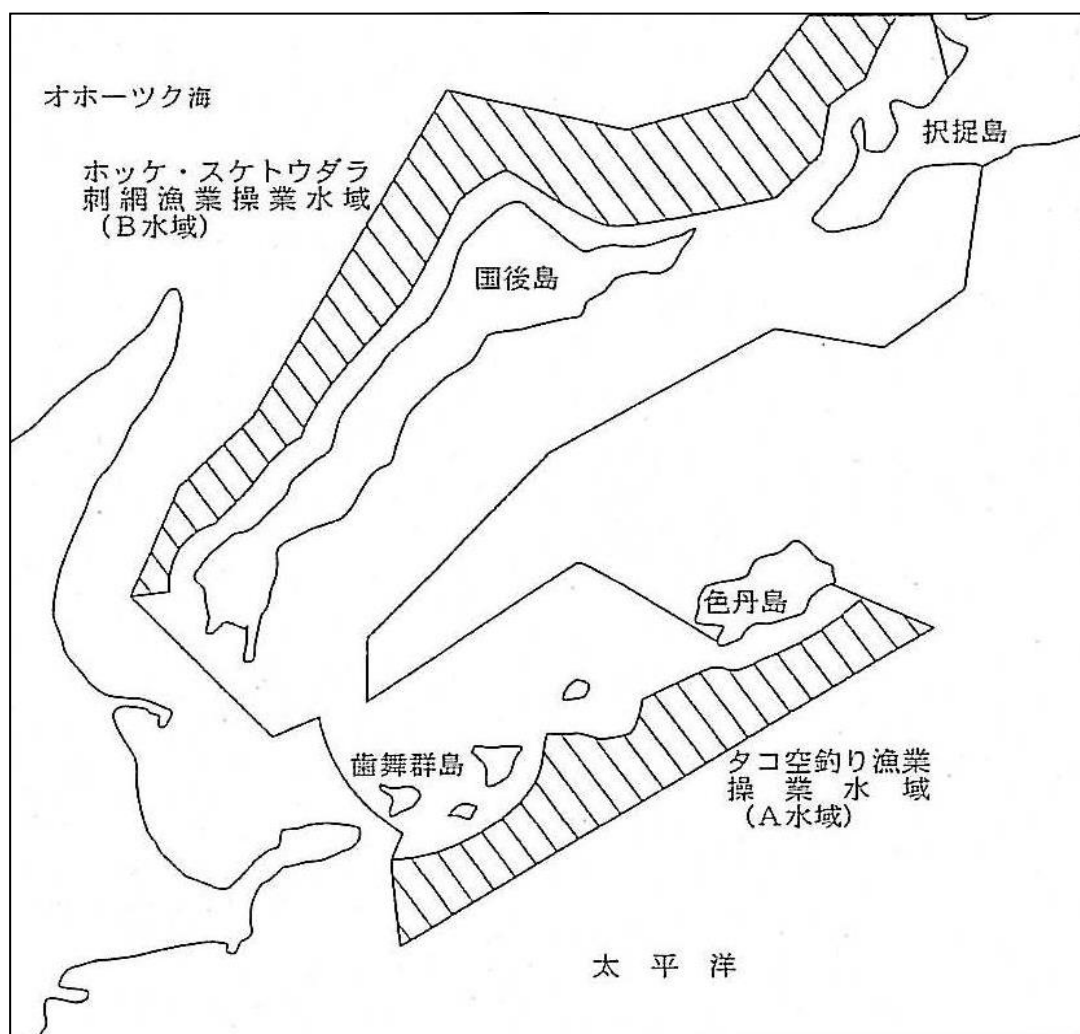 オホーツク海
択捉島
ホッケ・スケトウダラ
刺網漁業操業水域
(B水域)
国後島
色丹島
歯舞群島
タコ空釣り漁業
操業水域
(A水域)
太平洋